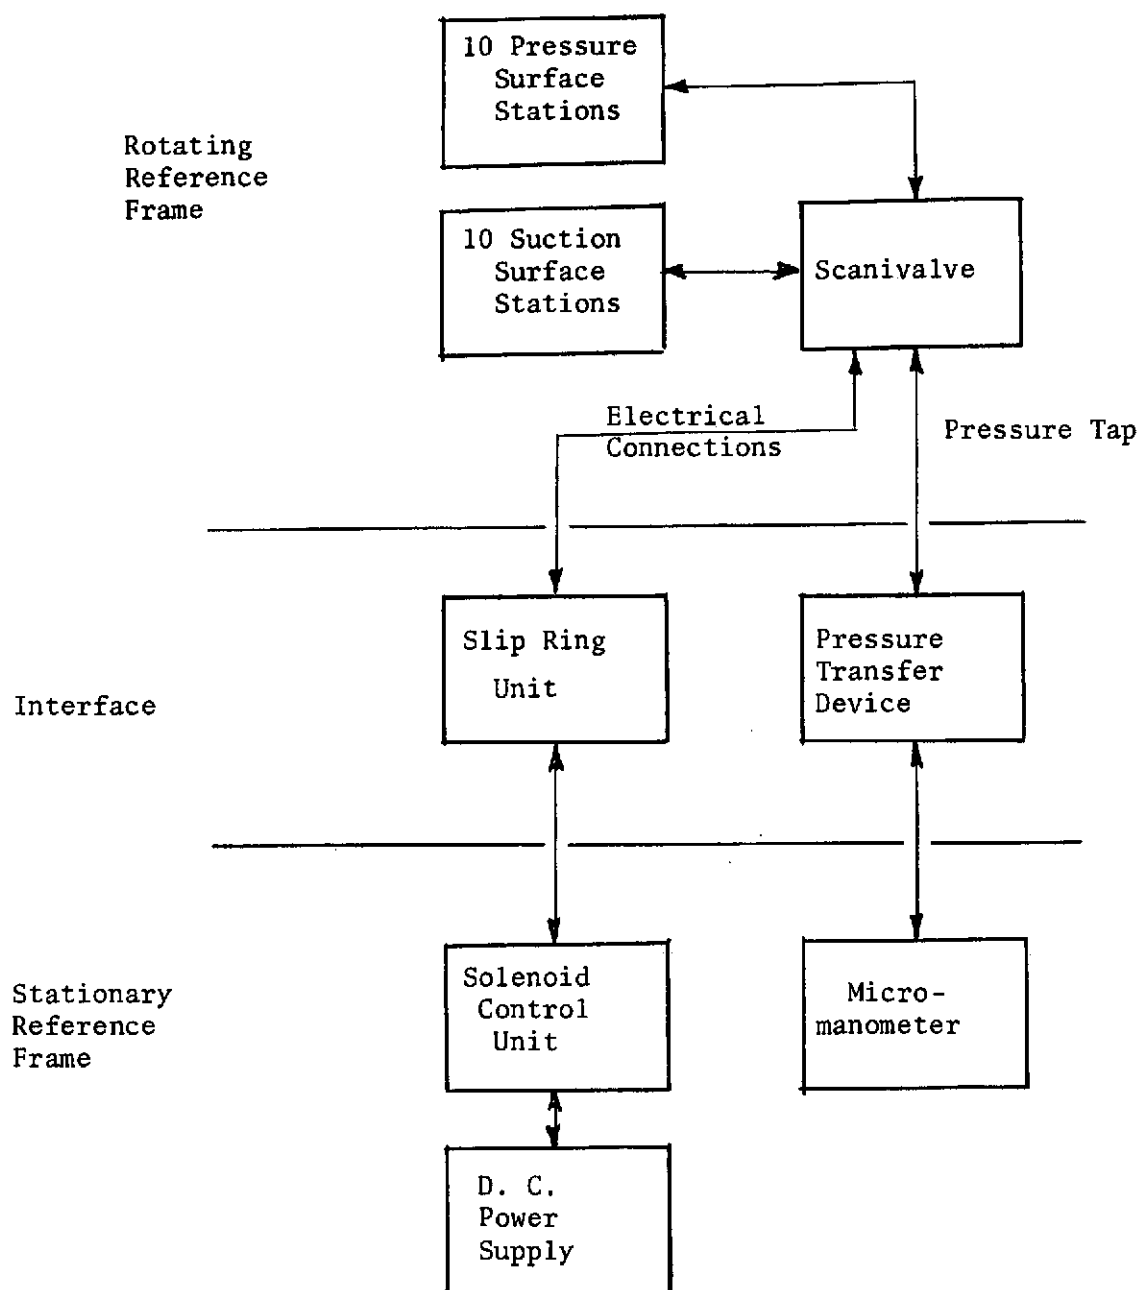 10 Pressure
Surface
Stations
Rotating
Reference
Frame
10 Suction
Surface
Stations
Scanivalve
Electrical
Connections
Pressure Tap
Slip Ring
Unit
Pressure
Transfer
Device
Interface
Solenoid
Control
Unit
Micro-
manometer
Stationary
Reference
Frame
D. C.
Power
Supply